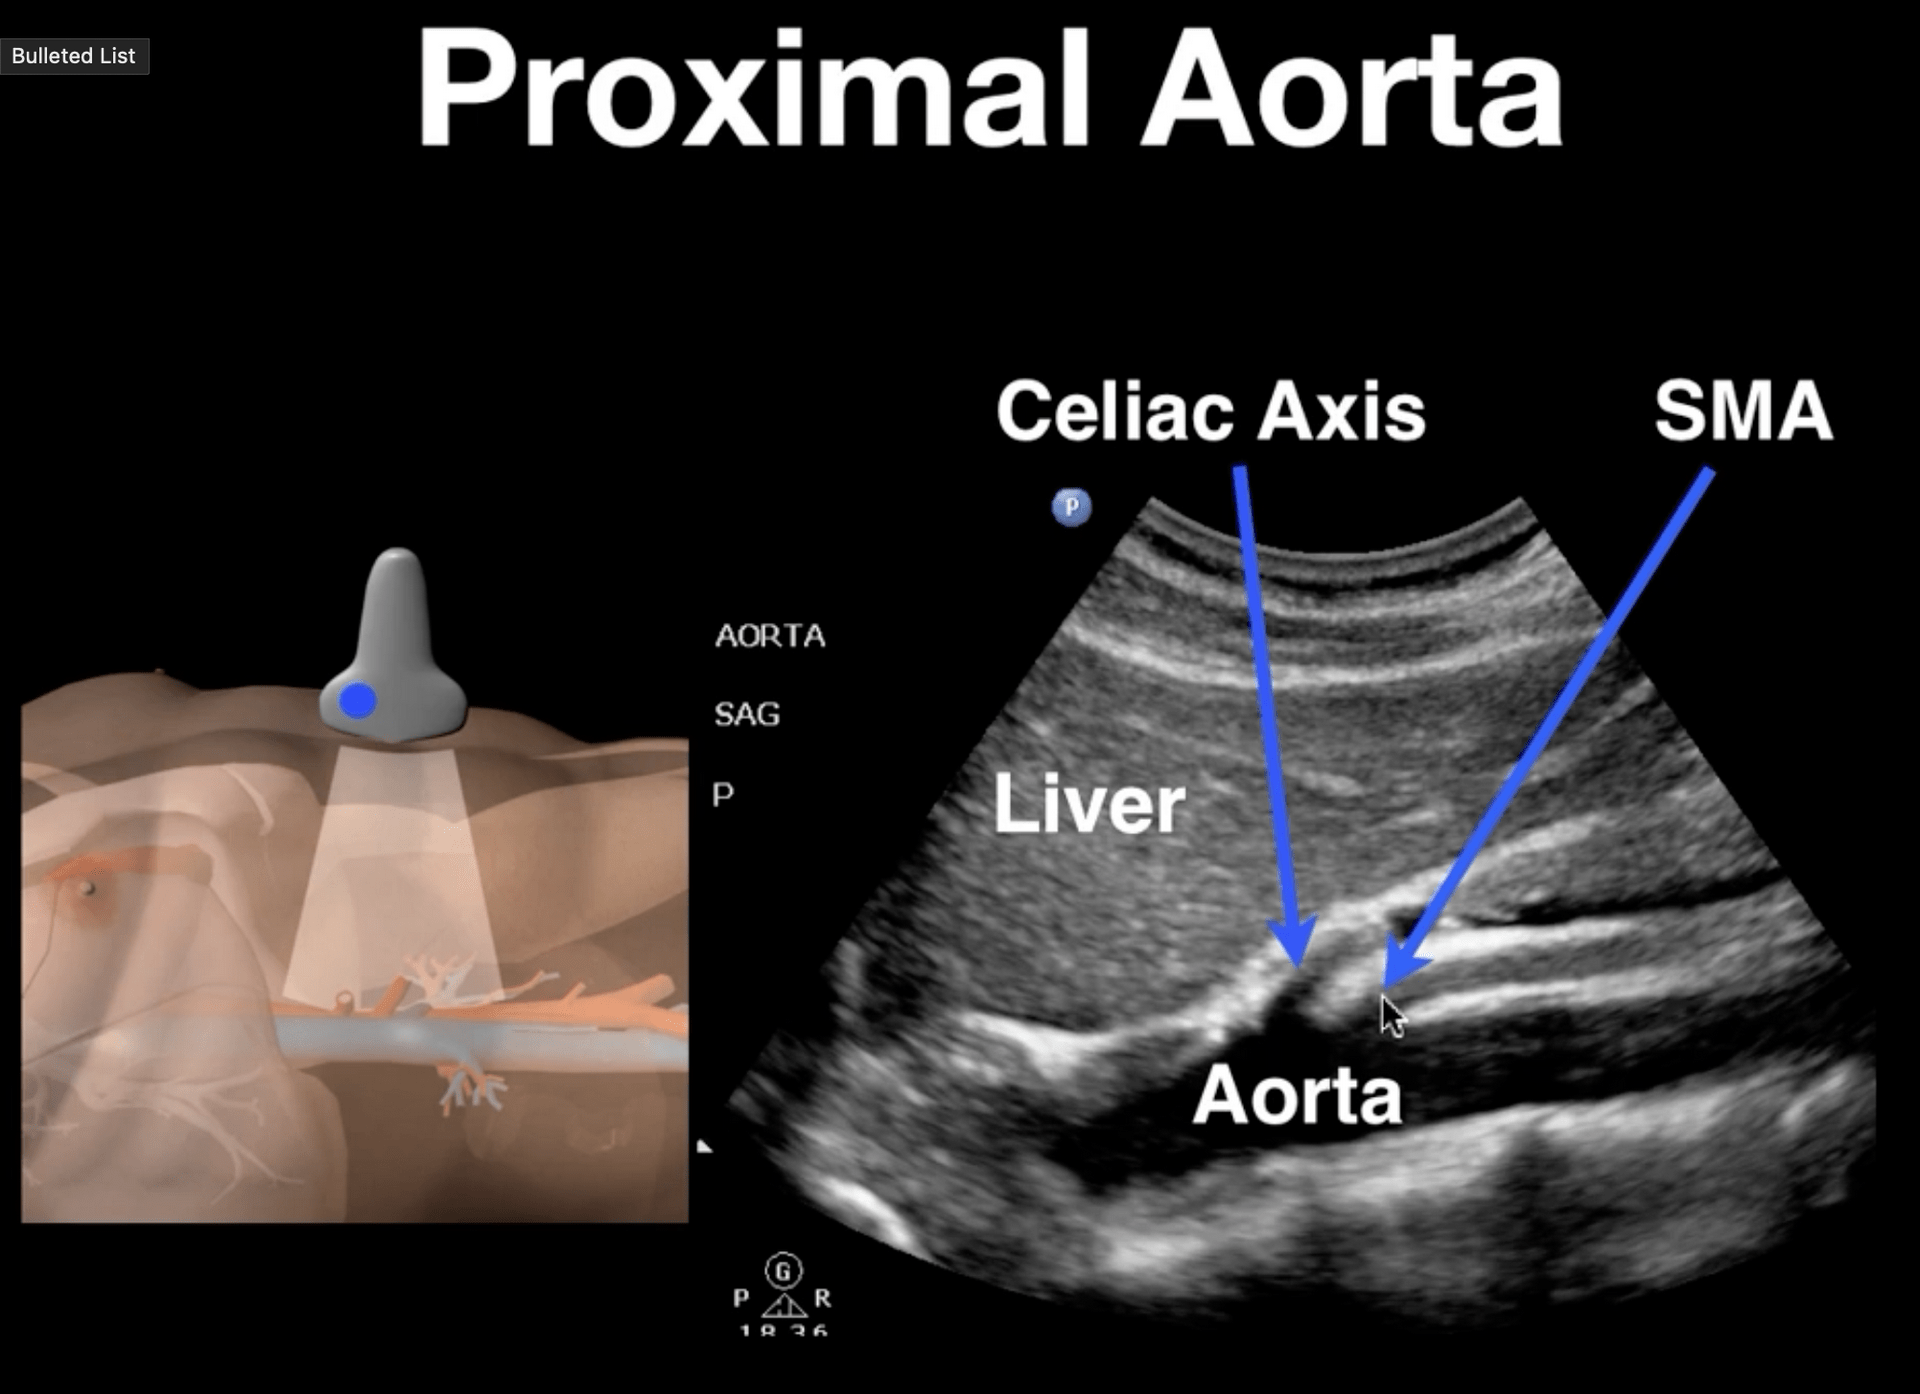 Bulleted List
Proximal Aorta
Celiac Axis
SMA
P
AORTA
SAG
P
Liver
Aorta
G
P R